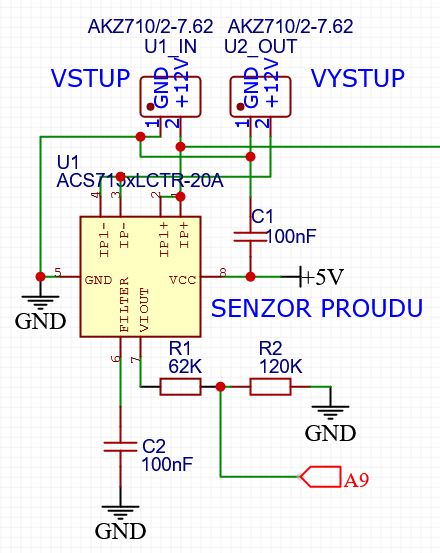 AKZ710/2-7.62 AKZ710/2-7.62
U1_IN U2_OUT
VSTUP GND +12V GND +12V VYSTUP
1 2 1 2
U1
ACS713xLCTR-20A
4 3 2 1
IP1- IP- IP1+ IP+
C1
100nF
5 GND VCC 8 +5V
GND
SENZOR PROUDU
FILTER VIOUT
6 7
R1 R2
62K 120K
GND
C2
100nF
A9
GND